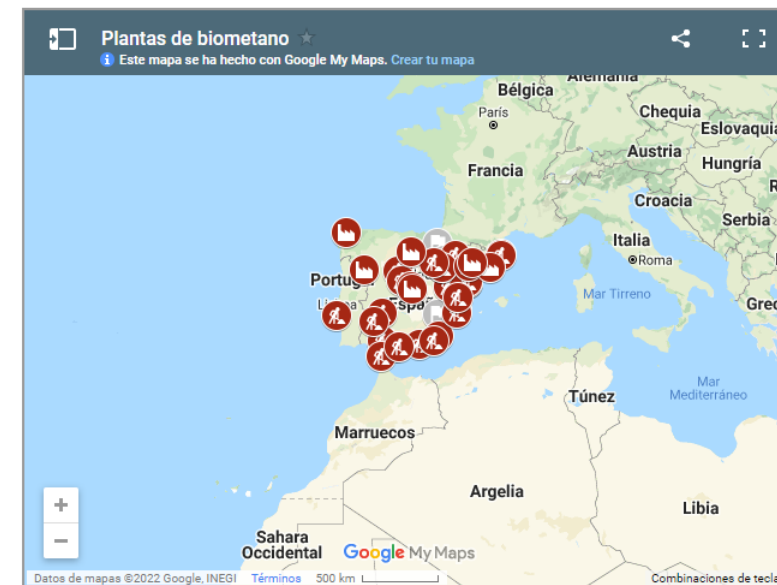 Plantas de biometano
Este mapa se ha hecho con Google My Maps. Crear tu mapa
Alemania
Bélgica
París
Chequia
Eslovaquia
Austria
Hungría
Francia
Croacia
Serbia
Italia
Roma
Portug
España
Mar Tirreno
Grec
Mar
Mediterráneo
Túnez
Marruecos
Argelia
Libia
Sahara
Occidental
Google My Maps
Datos de mapas ©2022 Google, INEGI Términos 500 km Combinaciones de tecla